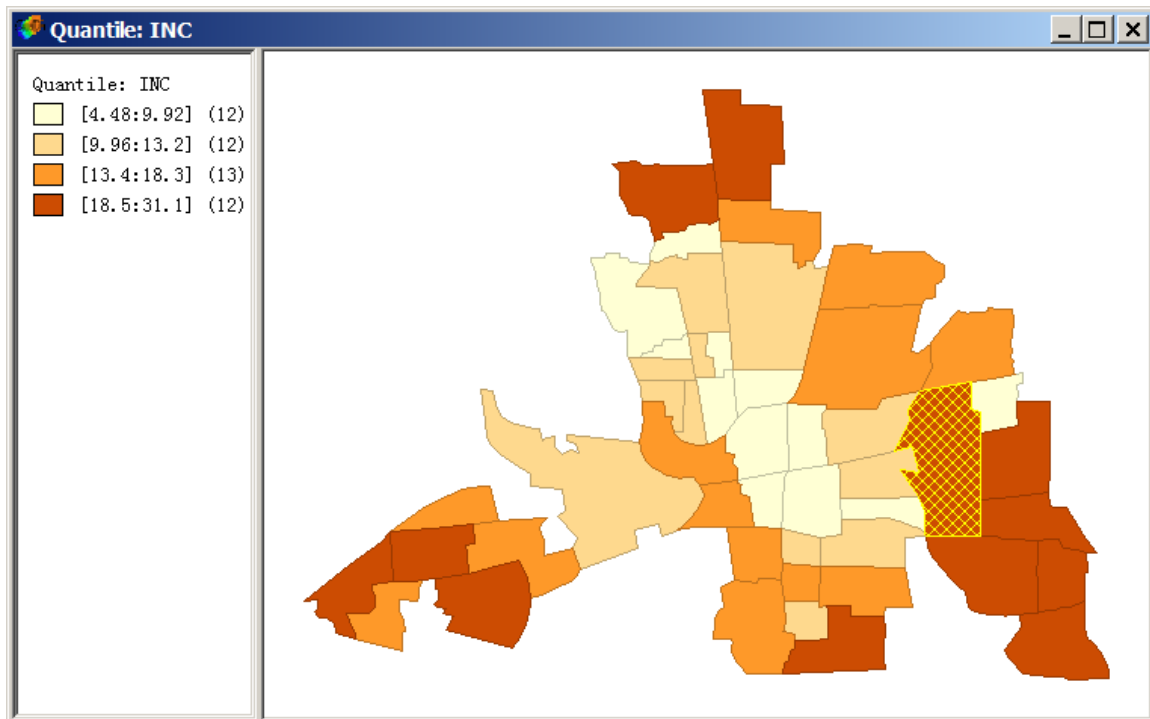 Quantile: INC
Quantile: INC
[4.48:9.92] (12)
[9.96:13.2] (12)
[13.4:18.3] (13)
[18.5:31.1] (12)